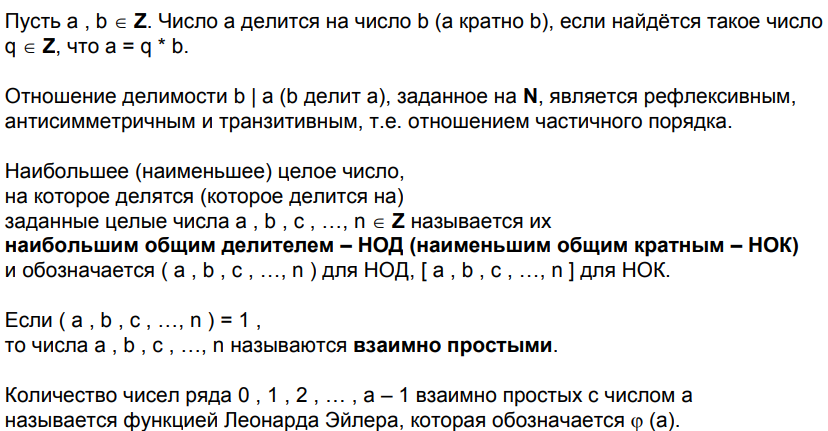 Пусть a , b ∈ Z. Число a делится на число b (a кратно b), если найдётся такое число
q ∈ Z, что a = q * b.
Отношение делимости b | a (b делит a), заданное на N, является рефлексивным,
антисимметричным и транзитивным, т.е. отношением частичного порядка.
Наибольшее (наименьшее) целое число,
на которое делятся (которое делится на)
заданные целые числа a , b , c , …, n ∈ Z называется их
наибольшим общим делителем – НОД (наименьшим общим кратным – НОК)
и обозначается ( a , b , c , …, n ) для НОД, [ a , b , c , …, n ] для НОК.
Если ( a , b , c , …, n ) = 1 ,
то числа a , b , c , …, n называются взаимно простыми.
Количество чисел ряда 0 , 1 , 2 , … , a – 1 взаимно простых с числом a
называется функцией Леонарда Эйлера, которая обозначается φ (a).